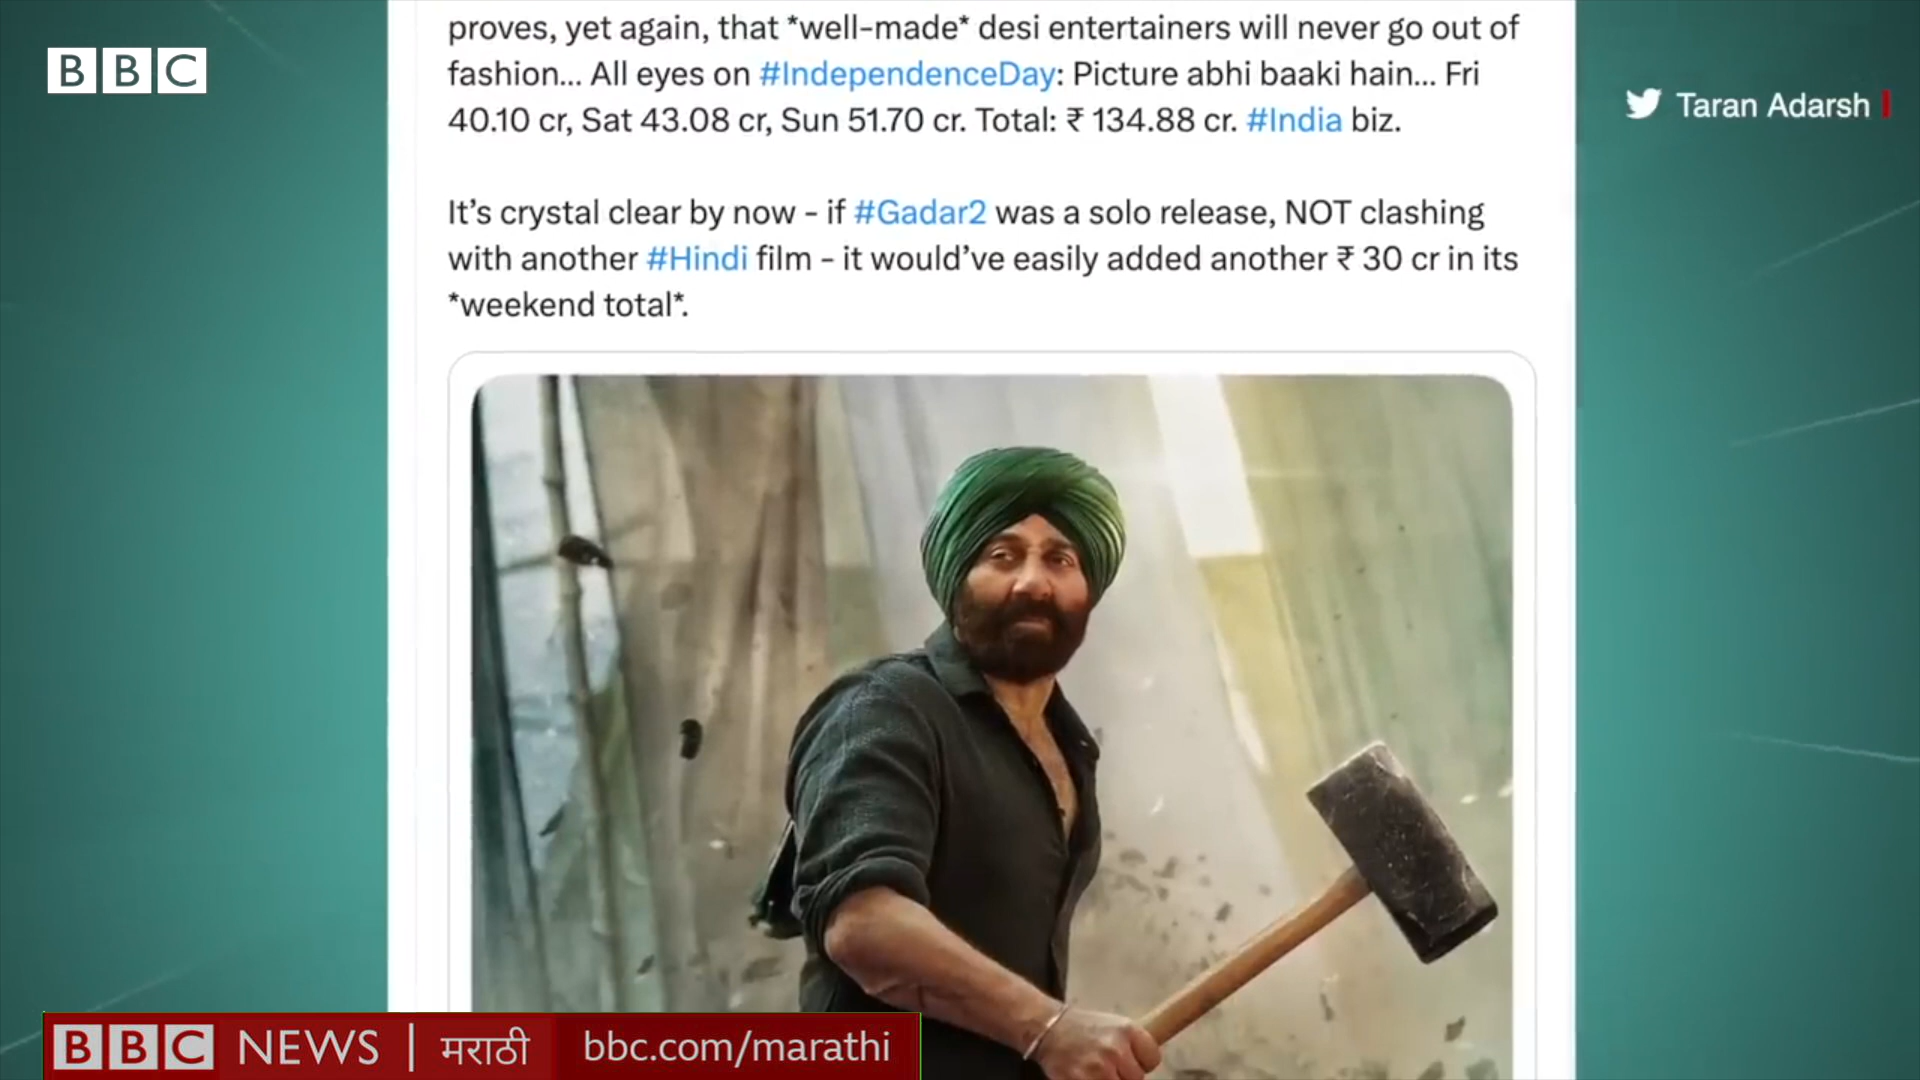 BBC
proves, yet again, that *well-made* desi entertainers will never go out of
fashion... All eyes on #IndependenceDay: Picture abhi baaki hain... Fri
40.10 cr, Sat 43.08 cr, Sun 51.70 cr. Total: ₹ 134.88 cr. #India biz.
Taran Adarsh
It's crystal clear by now - if #Gadar2 was a solo release, NOT clashing
with another #Hindi film - it would've easily added another ₹ 30 cr in its
*weekend total*.
BBC NEWS | मराठी bbc.com/marathi